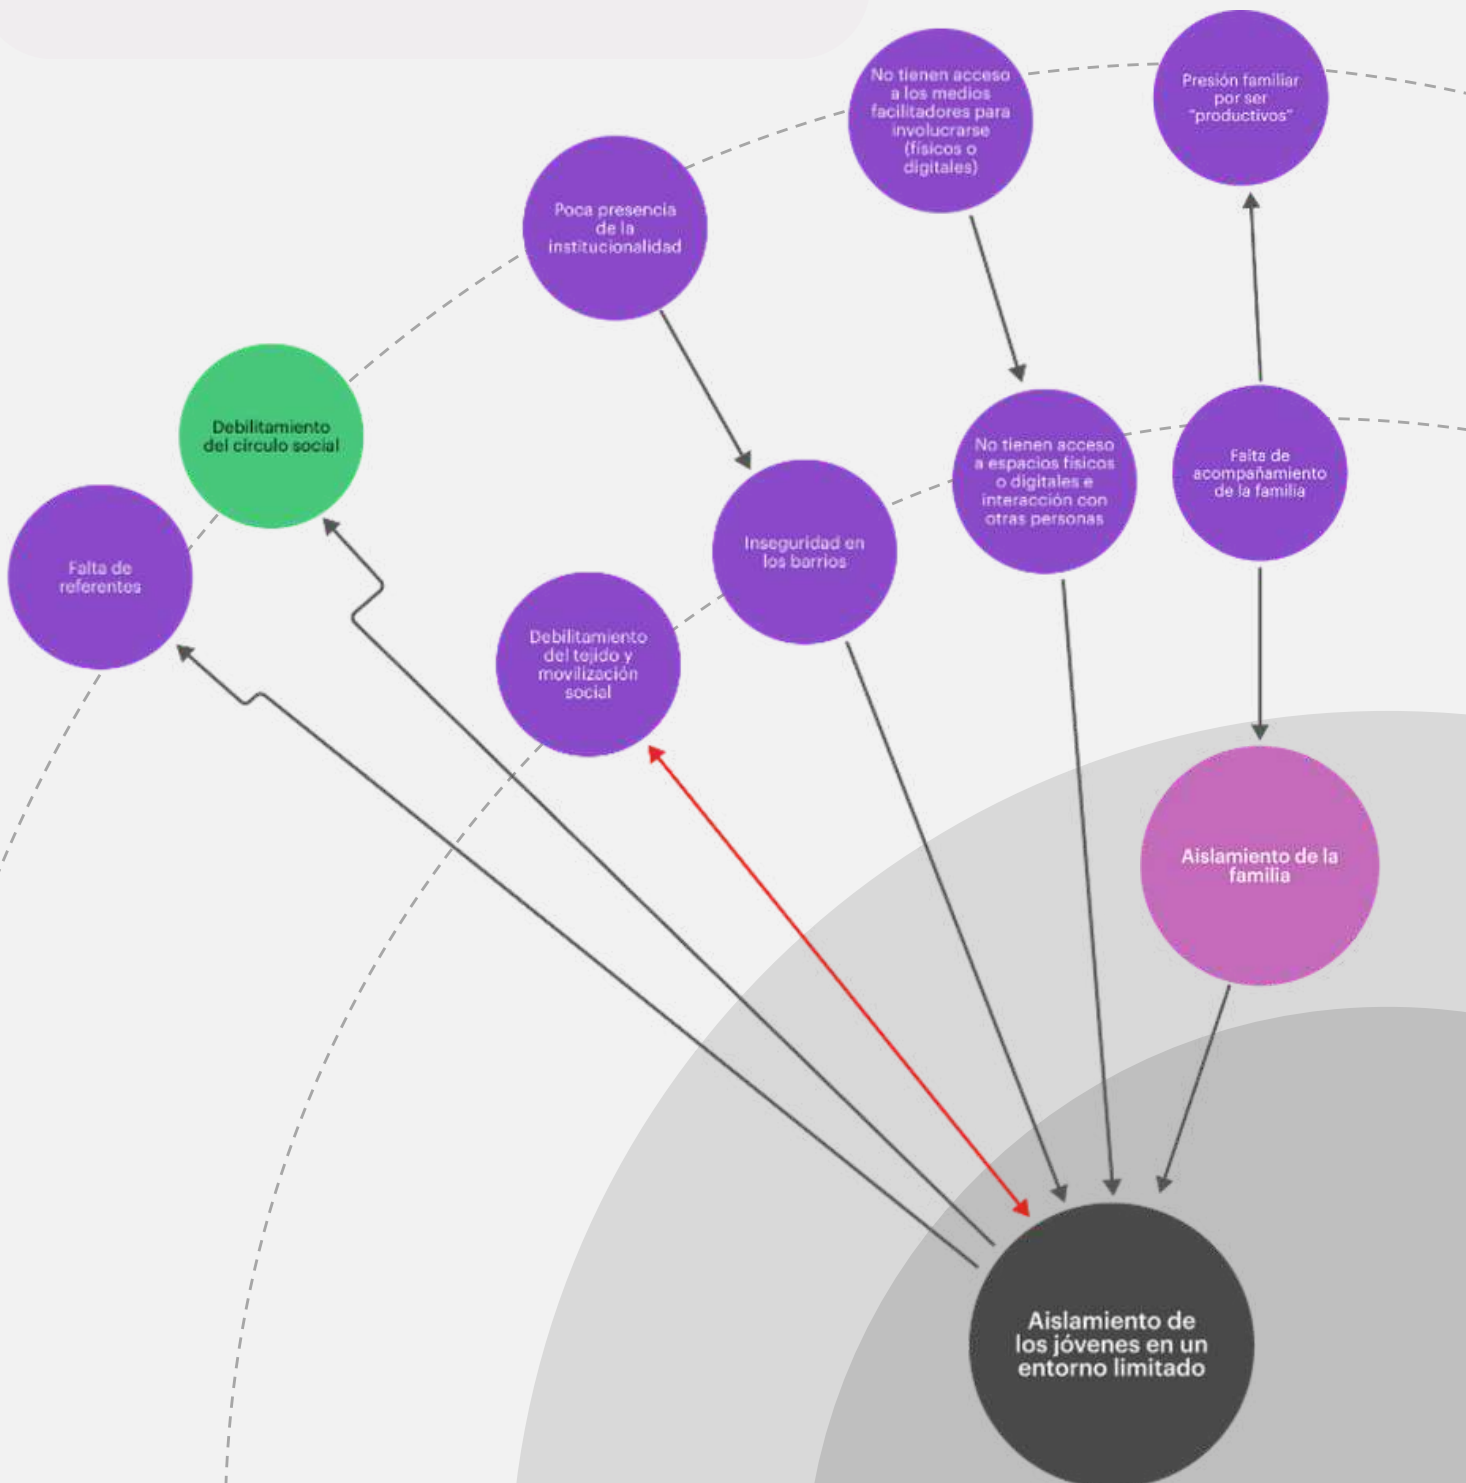 No tienen acceso
a los medios
facilitadores para
involucrarse
(físicos o
digitales)
Presión familiar
por ser
"productivos"
Poca presencia
de la
institucionalidad
Debilitamiento
del círculo social
No tienen acceso
a espacios físicos
o digitales e
interacción con
otras personas
Falta de
acompañamiento
de la familia
Falta de
referentes
Inseguridad en
los barrios
Debilitamiento
del tejido y
movilización
social
Aislamiento de la
familia
Aislamiento de
los jóvenes en un
entorno limitado